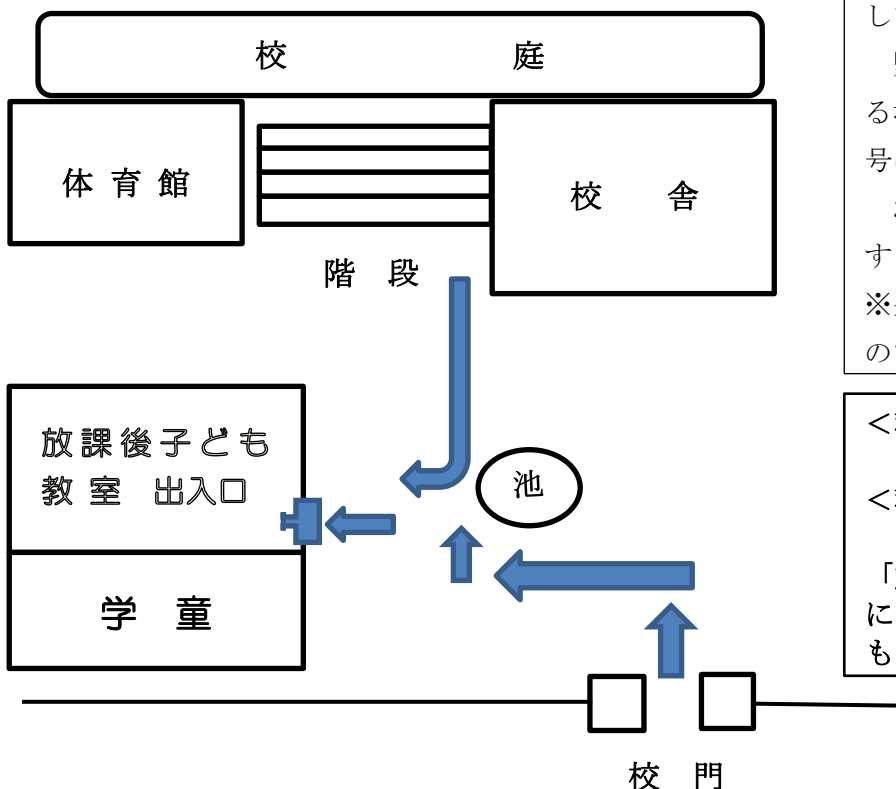 校庭
体育館
校舎
階段
放課後子ども
教室 出入口
池
学童
校門
し
る
号
す
※
の
<
<
「
に
も